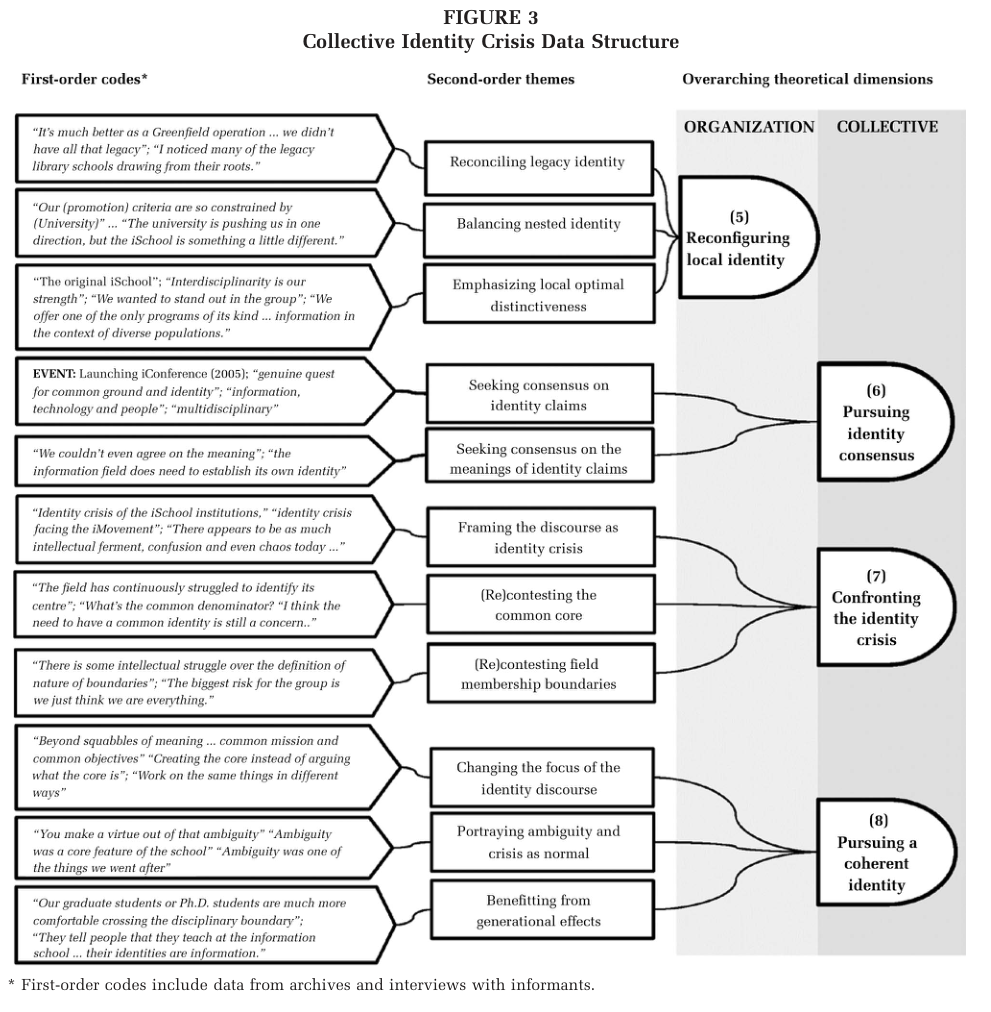 FIGURE 3
Collective Identity Crisis Data Structure
First-order codes*
Second-order themes
Overarching theoretical dimensions
ORGANIZATION
COLLECTIVE
“It’s much better as a Greenfield operation ... we didn’t
have all that legacy”; “I noticed many of the legacy
library schools drawing from their roots.”
Reconciling legacy identity
“Our (promotion) criteria are so constrained by
(University)” ... “The university is pushing us in one
direction, but the iSchool is something a little different.”
Balancing nested identity
“The original iSchool”; “Interdisciplinarity is our
strength”; “We wanted to stand out in the group”; “We
offer one of the only programs of its kind ... information in
the context of diverse populations.”
Emphasizing local optimal
distinctiveness
(5)
Reconfiguring
local identity
EVENT: Launching iConference (2005); “genuine quest
for common ground and identity”; “information,
technology and people”; “multidisciplinary”
Seeking consensus on
identity claims
“We couldn’t even agree on the meaning”; “the
information field does need to establish its own identity”
Seeking consensus on the
meanings of identity claims
(6)
Pursuing
identity
consensus
“Identity crisis of the iSchool institutions,” “identity crisis
facing the iMovement”; “There appears to be as much
intellectual ferment, confusion and even chaos today ...”
Framing the discourse as
identity crisis
“The field has continuously struggled to identify its
centre”; “What’s the common denominator? “I think the
need to have a common identity is still a concern..”
(Re)contesting the
common core
“There is some intellectual struggle over the definition of
nature of boundaries”; “The biggest risk for the group is
we just think we are everything.”
(Re)contesting field
membership boundaries
(7)
Confronting
the identity
crisis
“Beyond squabbles of meaning ... common mission and
common objectives” “Creating the core instead of arguing
what the core is”; “Work on the same things in different
ways”
Changing the focus of the
identity discourse
“You make a virtue out of that ambiguity” “Ambiguity
was a core feature of the school” “Ambiguity was one of
the things we went after”
Portraying ambiguity and
crisis as normal
“Our graduate students or Ph.D. students are much more
comfortable crossing the disciplinary boundary”;
“They tell people that they teach at the information
school ... their identities are information.”
Benefitting from
generational effects
(8)
Pursuing a
coherent
identity
* First-order codes include data from archives and interviews with informants.